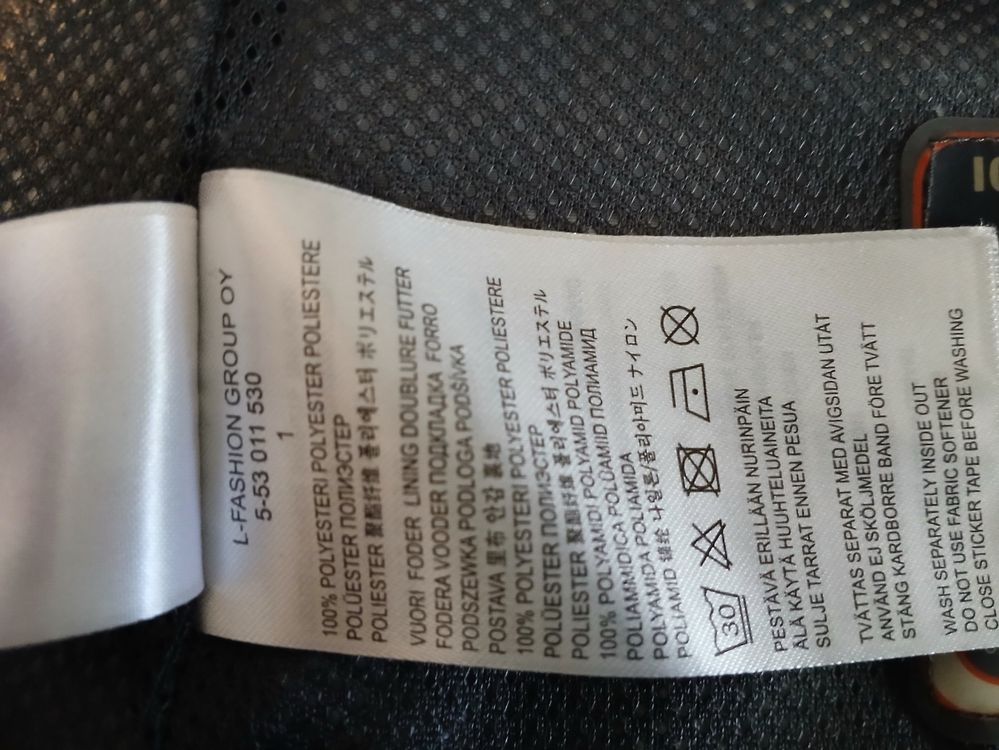 L-FASHION GROUP OY
5-53 011 530
1
100% POLYESTERI POLYESTER POLIESTERE
POLÜESTER ПОЛИЭСТЕР
POLIESTER 聚酯纤维 폴리에스터 ポリエステル
VUORI FODER LINING DOUBLURE FUTTER
FODERA VOODER ПОДКЛАДКА FORRO
PODSZEWKA PODLOGA PODŠÍVKA
POSTAVA 里布 안감 裏地
100% POLYESTERI POLYESTER POLIESTERE
POLÜESTER ПОЛИЭСТЕР
POLIESTER 聚酯纤维 폴리에스터 ポリエステル
100% POLYAMIDI POLYAMID POLYAMIDE
POLIAMMIDICA POLÜAMIID ПОЛИАМИД
POLYAMIDA POLIAMIDA
POLIAMID 锦纶 나일론/폴리아미드 ナイロン
30
PESTÄVÄ ERILLÄÄN NURINPÄIN
ÄLÄ KÄYTÄ HUUHTELUAINEITA
SULJE TARRAT ENNEN PESUA
TVÄTTAS SEPARAT MED AVIGSIDAN UTÅT
ANVÄND EJ SKÖLJMEDEL
STÄNG KARDBORRE BAND FÖRE TVÄTT
WASH SEPARATELY INSIDE OUT
DO NOT USE FABRIC SOFTENER
CLOSE STICKER TAPE BEFORE WASHING